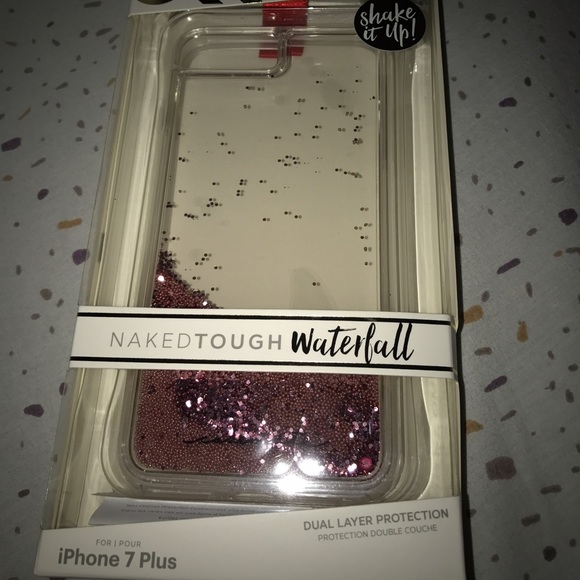 shake
it Up!
NAKEDTOUGH Waterfall
DUAL LAYER PROTECTION
PROTECTION DOUBLE COUCHE
FOR | POUR
iPhone 7 Plus